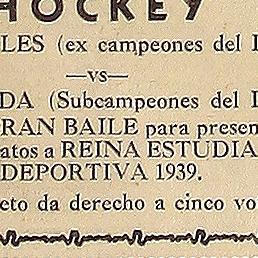 HOCKEY
LES (ex campeones del
—vs—
DA (Subcampeones del
RAN BAILE para presen
atos a REINA ESTUDIA
DEPORTIVA 1939.
eto da derecho a cinco vo